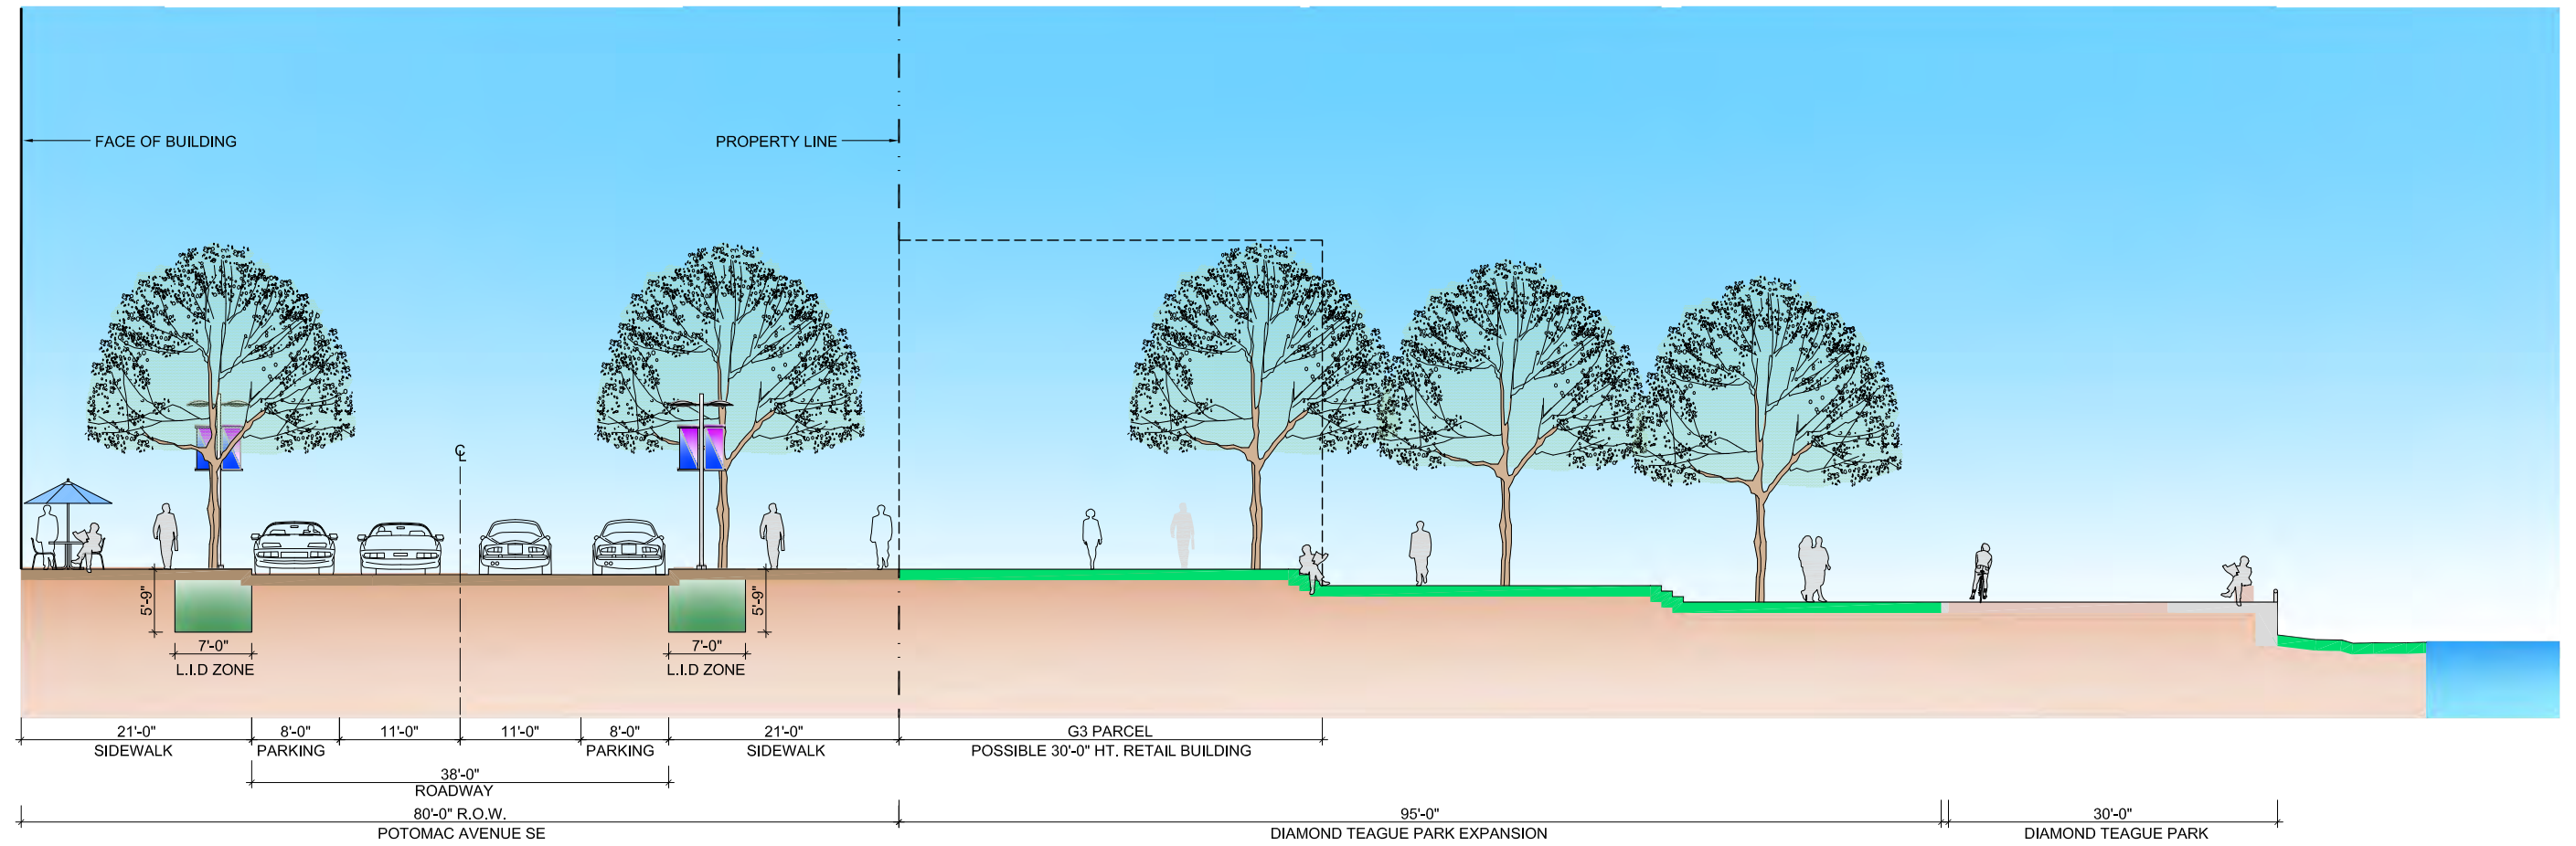 FACE OF BUILDING
PROPERTY LINE
℄
5'-9"
5'-9"
7'-0"
L.I.D ZONE
7'-0"
L.I.D ZONE
21'-0"
SIDEWALK
8'-0"
PARKING
11'-0"
11'-0"
8'-0"
PARKING
21'-0"
SIDEWALK
G3 PARCEL
POSSIBLE 30'-0" HT. RETAIL BUILDING
38'-0"
ROADWAY
80'-0" R.O.W.
POTOMAC AVENUE SE
95'-0"
DIAMOND TEAGUE PARK EXPANSION
30'-0"
DIAMOND TEAGUE PARK